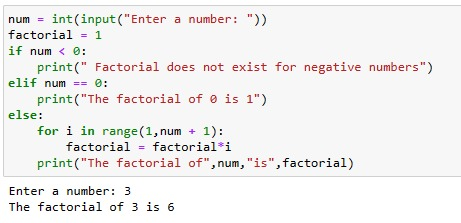 num = int(input("Enter a number: "))
factorial = 1
if num < 0:
    print(" Factorial does not exist for negative numbers")
elif num == 0:
    print("The factorial of 0 is 1")
else:
    for i in range(1,num + 1):
        factorial = factorial*i
    print("The factorial of",num,"is",factorial)
Enter a number: 3
The factorial of 3 is 6